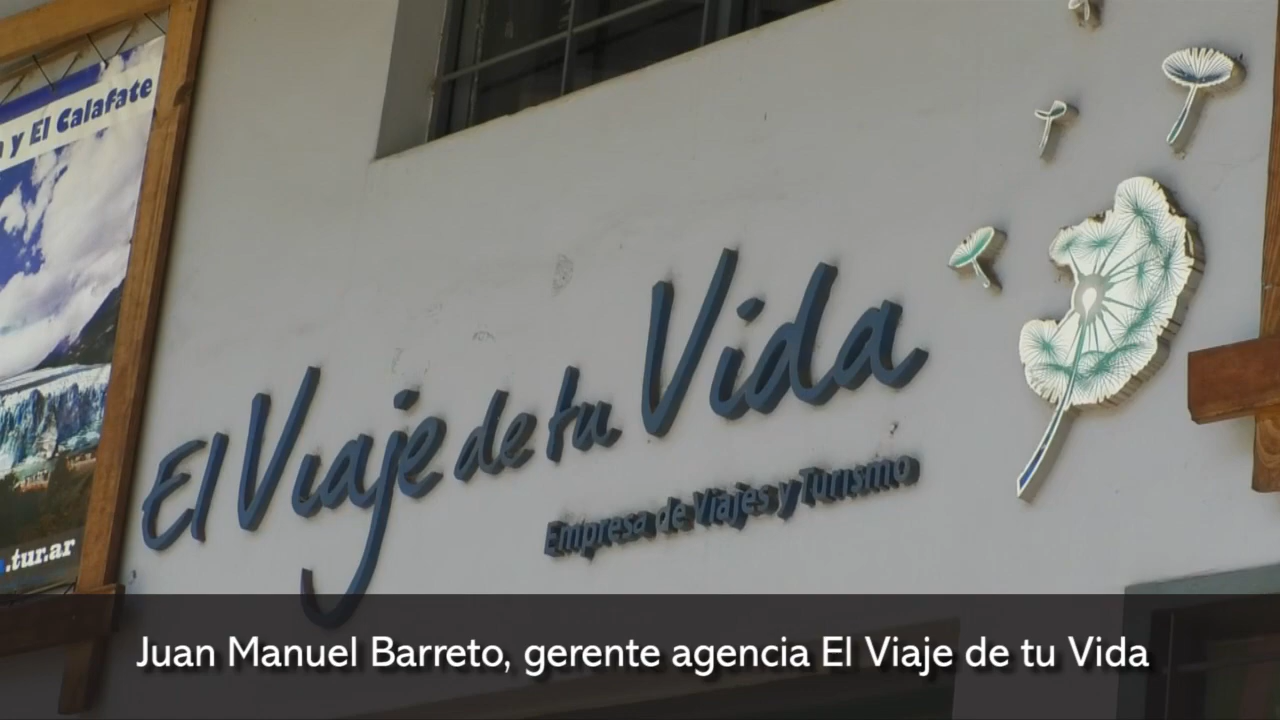 y El Calafate
.tur.ar
El Viaje de tu Vida
Empresa de Viajes y Turismo
Juan Manuel Barreto, gerente agencia El Viaje de tu Vida